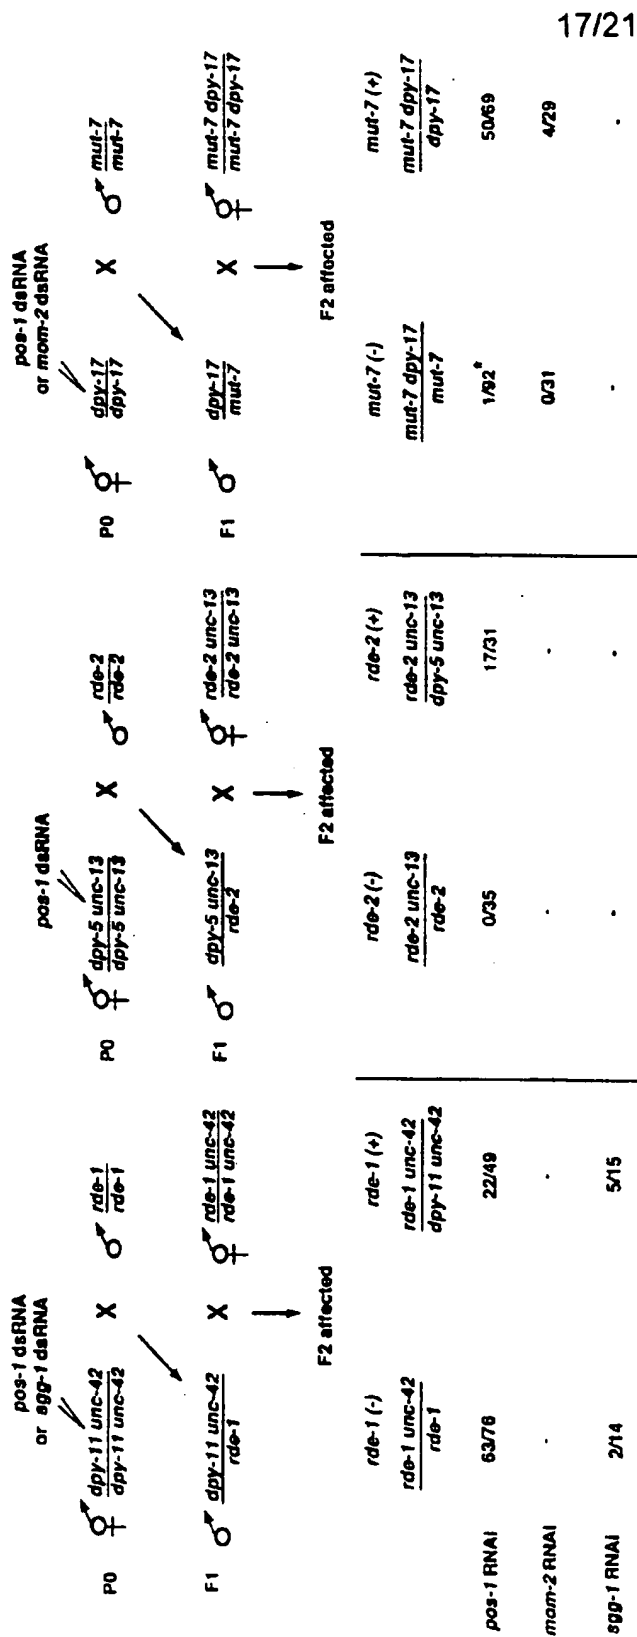 17/21
pos-1 dsRNA
or sgg-1 dsRNA
P0 dpy-11 unc-42 X rde-1
dpy-11 unc-42 rde-1
F1 dpy-11 unc-42 X rde-1 unc-42
rde-1 rde-1 unc-42
F2 affected
pos-1 dsRNA
P0 dpy-5 unc-13 X rde-2
dpy-5 unc-13 rde-2
F1 dpy-5 unc-13 X rde-2 unc-13
rde-2 rde-2 unc-13
F2 affected
pos-1 dsRNA
or mom-2 dsRNA
P0 dpy-17 X mut-7
dpy-17 mut-7
F1 dpy-17 X mut-7 dpy-17
mut-7 mut-7 dpy-17
F2 affected
rde-1 (-) rde-1 (+) rde-2 (-) rde-2 (+) mut-7 (-) mut-7 (+)
rde-1 unc-42 rde-1 unc-42 rde-2 unc-13 rde-2 unc-13 mut-7 dpy-17 mut-7 dpy-17
rde-1 dpy-11 unc-42 rde-2 dpy-5 unc-13 mut-7 dpy-17
pos-1 RNAi 63/76 22/49 0/35 17/31 1/92* 50/69
mom-2 RNAi - - - - 0/31 4/29
sgg-1 RNAi 2/14 5/15 - - - -